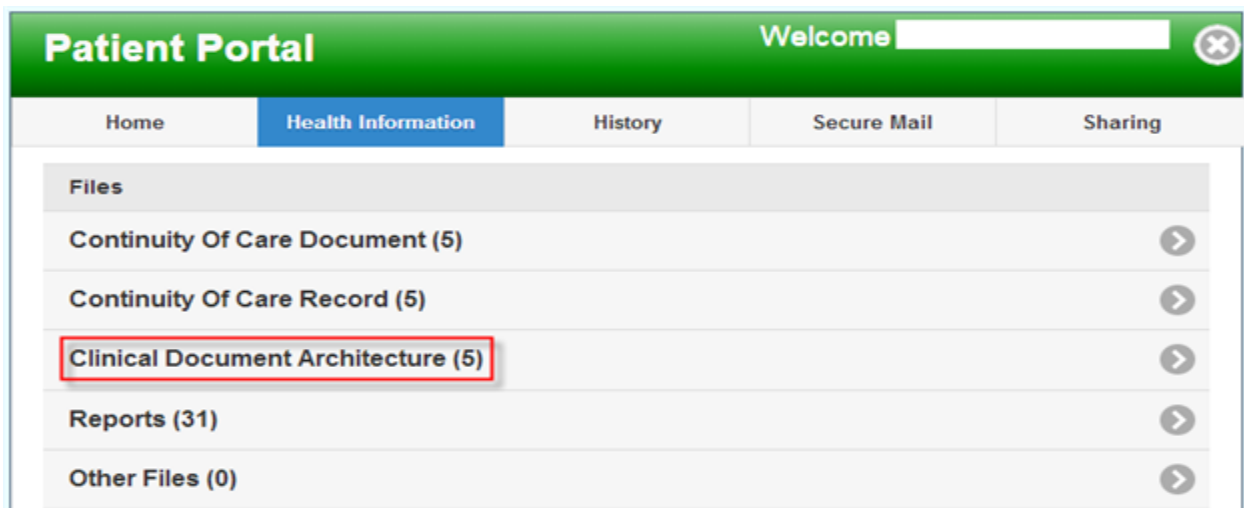 Patient Portal Welcome
Home Health Information History Secure Mail Sharing
Files
Continuity Of Care Document (5)
Continuity Of Care Record (5)
Clinical Document Architecture (5)
Reports (31)
Other Files (0)